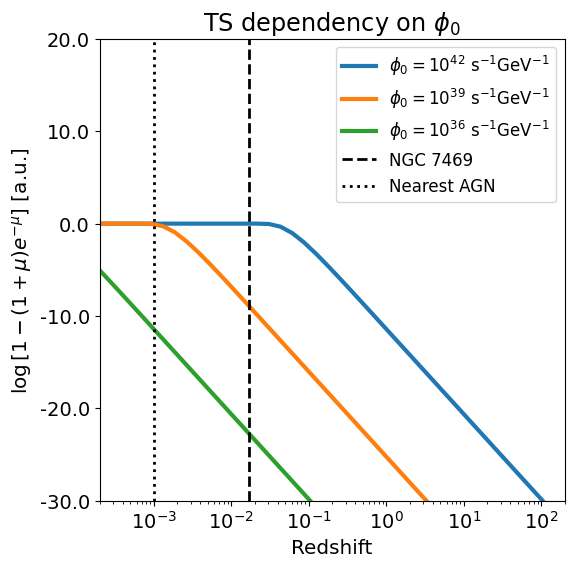 TS dependency on ϕ₀
20.0
10.0
0.0
-10.0
-20.0
-30.0
log [1 − (1 + μ)e^{−μ}] [a.u.]
ϕ₀ = 10⁴² s⁻¹GeV⁻¹
ϕ₀ = 10³⁹ s⁻¹GeV⁻¹
ϕ₀ = 10³⁶ s⁻¹GeV⁻¹
NGC 7469
Nearest AGN
10⁻³ 10⁻² 10⁻¹ 10⁰ 10¹ 10²
Redshift